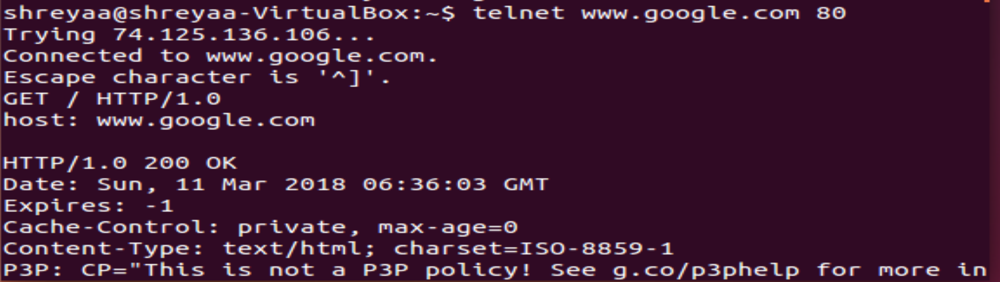 shreyaa@shreyaa-VirtualBox:~$ telnet www.google.com 80
Trying 74.125.136.106...
Connected to www.google.com.
Escape character is '^]'.
GET / HTTP/1.0
host: www.google.com
HTTP/1.0 200 OK
Date: Sun, 11 Mar 2018 06:36:03 GMT
Expires: -1
Cache-Control: private, max-age=0
Content-Type: text/html; charset=ISO-8859-1
P3P: CP="This is not a P3P policy! See g.co/p3phelp for more in